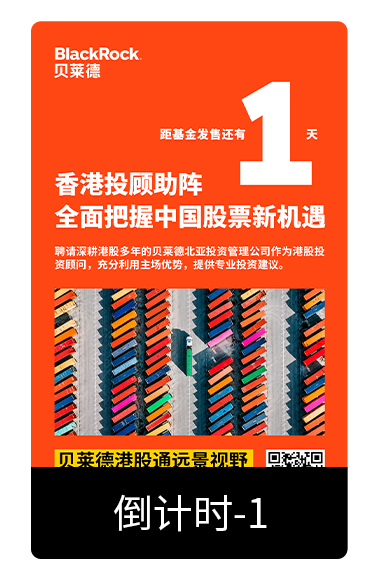 BlackRock.
贝莱德
距基金发售还有 1 天
香港投顾助阵
全面把握中国股票新机遇
聘请深耕港股多年的贝莱德北亚投资管理公司作为港股投
资顾问，充分利用主场优势，提供专业投资建议。
贝莱德港股通远景视野
倒计时-1